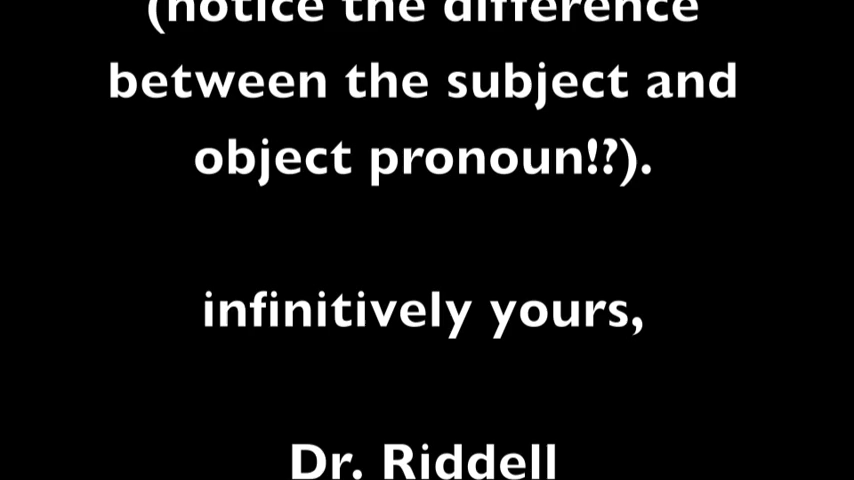 (notice the difference
between the subject and
object pronoun!?).
infinitively yours,
Dr. Riddell